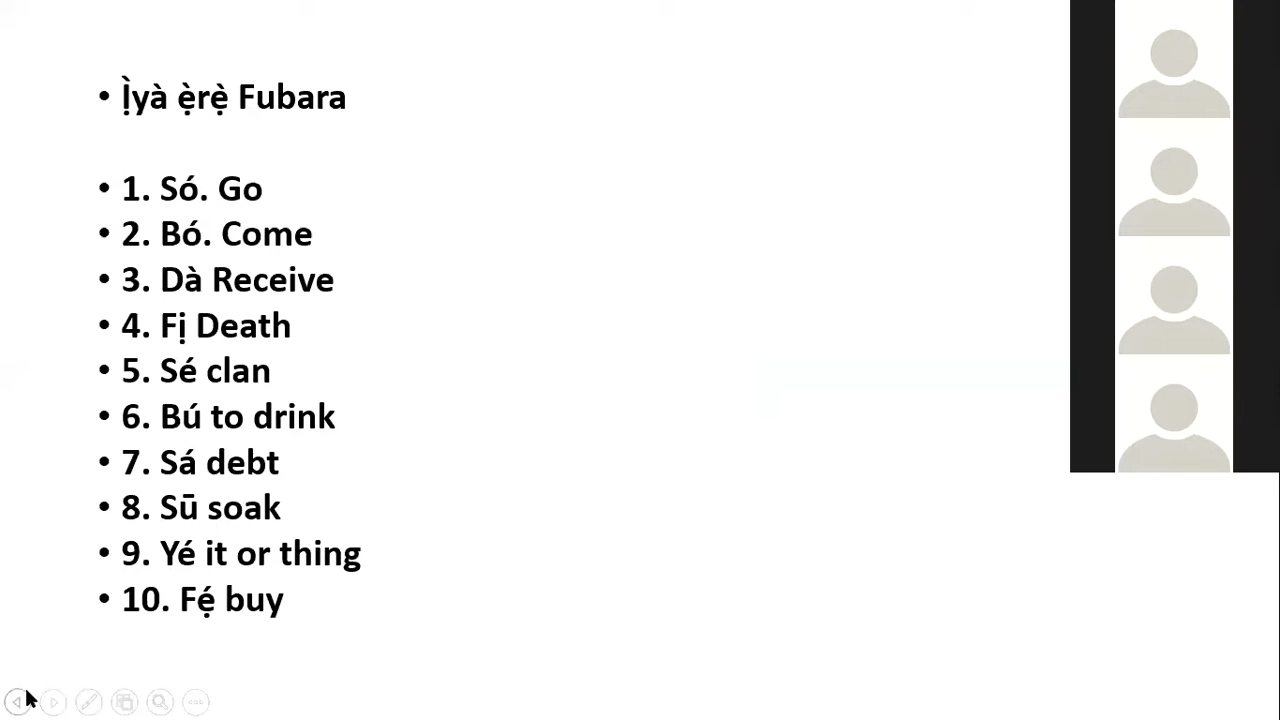 • Ị̀yà ẹ̀rẹ̀ Fubara
• 1. Só. Go
• 2. Bó. Come
• 3. Dà Receive
• 4. Fị Death
• 5. Sé clan
• 6. Bú to drink
• 7. Sá debt
• 8. Sū soak
• 9. Yé it or thing
• 10. Fẹ́ buy